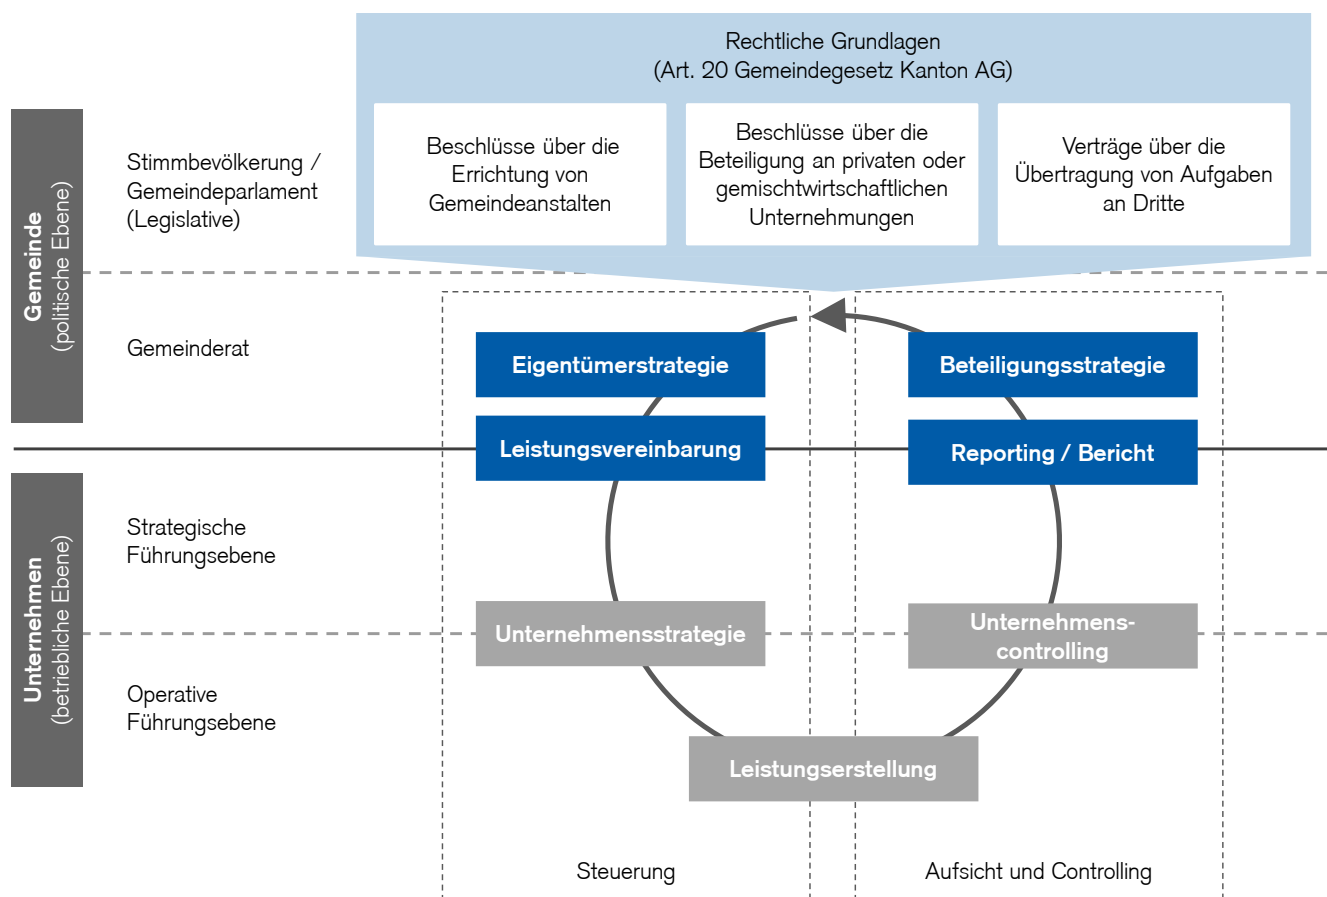 Rechtliche Grundlagen
(Art. 20 Gemeindegesetz Kanton AG)
Beschlüsse über die
Errichtung von
Gemeindeanstalten
Beschlüsse über die
Beteiligung an privaten oder
gemischtwirtschaftlichen
Unternehmungen
Verträge über die
Übertragung von Aufgaben
an Dritte
Gemeinde
(politische Ebene)
Stimmbevölkerung /
Gemeindeparlament
(Legislative)
Gemeinderat
Eigentümerstrategie
Beteiligungsstrategie
Leistungsvereinbarung
Reporting / Bericht
Unternehmen
(betriebliche Ebene)
Strategische
Führungsebene
Unternehmensstrategie
Unternehmens-
controlling
Operative
Führungsebene
Leistungserstellung
Steuerung
Aufsicht und Controlling